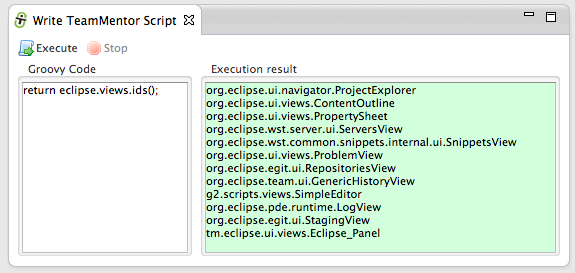 Write TeamMentor Script
Execute Stop
Groovy Code
return eclipse.views.ids();
Execution result
org.eclipse.ui.navigator.ProjectExplorer
org.eclipse.ui.views.ContentOutline
org.eclipse.ui.views.PropertySheet
org.eclipse.wst.server.ui.ServersView
org.eclipse.wst.common.snippets.internal.ui.SnippetsView
org.eclipse.ui.views.ProblemView
org.eclipse.egit.ui.RepositoriesView
org.eclipse.team.ui.GenericHistoryView
g2.scripts.views.SimpleEditor
org.eclipse.pde.runtime.LogView
org.eclipse.egit.ui.StagingView
tm.eclipse.ui.views.Eclipse_Panel